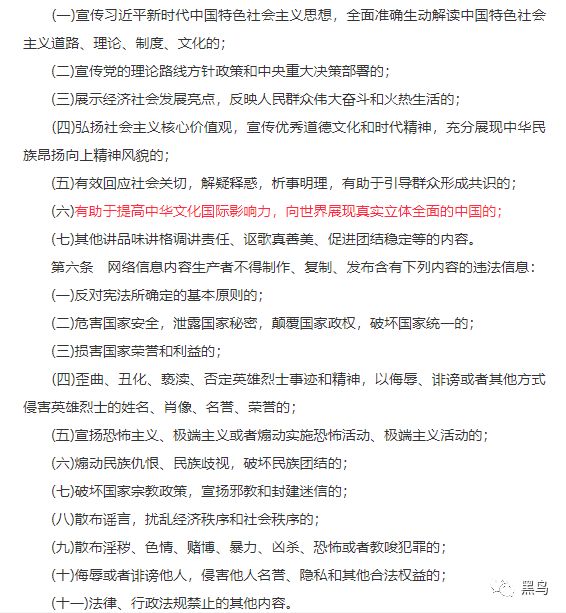 (一)宣传习近平新时代中国特色社会主义思想，全面准确生动解读中国特色社会
主义道路、理论、制度、文化的；
(二)宣传党的理论路线方针政策和中央重大决策部署的；
(三)展示经济社会发展亮点，反映人民群众伟大奋斗和火热生活的；
(四)弘扬社会主义核心价值观，宣传优秀道德文化和时代精神，充分展现中华民
族昂扬向上精神风貌的；
(五)有效回应社会关切，解疑释惑，析事明理，有助于引导群众形成共识的；
(六)有助于提高中华文化国际影响力，向世界展现真实立体全面的中国的；
(七)其他讲品味讲格调讲责任、讴歌真善美、促进团结稳定等的内容。
第六条　网络信息内容生产者不得制作、复制、发布含有下列内容的违法信息：
(一)反对宪法所确定的基本原则的；
(二)危害国家安全，泄露国家秘密，颠覆国家政权，破坏国家统一的；
(三)损害国家荣誉和利益的；
(四)歪曲、丑化、亵渎、否定英雄烈士事迹和精神，以侮辱、诽谤或者其他方式
侵害英雄烈士的姓名、肖像、名誉、荣誉的；
(五)宣扬恐怖主义、极端主义或者煽动实施恐怖活动、极端主义活动的；
(六)煽动民族仇恨、民族歧视，破坏民族团结的；
(七)破坏国家宗教政策，宣扬邪教和封建迷信的；
(八)散布谣言，扰乱经济秩序和社会秩序的；
(九)散布淫秽、色情、赌博、暴力、凶杀、恐怖或者教唆犯罪的；
(十)侮辱或者诽谤他人，侵害他人名誉、隐私和其他合法权益的；
(十一)法律、行政法规禁止的其他内容。
黑鸟